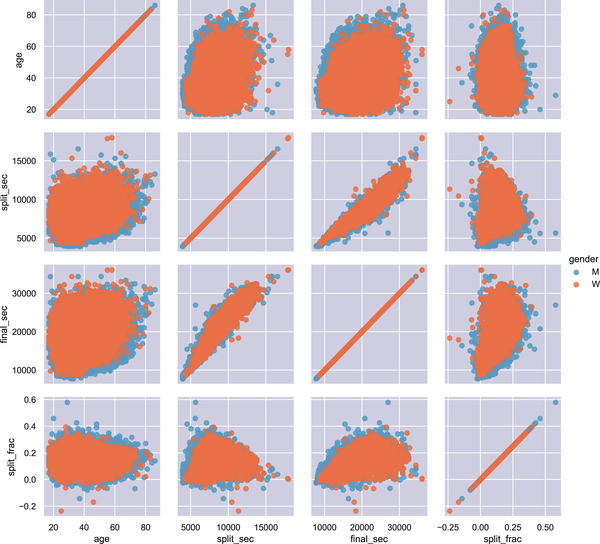 80
60
40
20
age
15000
10000
5000
split_sec
gender
M
W
30000
20000
10000
final_sec
0.6
0.4
0.2
0.0
−0.2
split_frac
20 40 60 80
5000 10000 15000
10000 20000 30000
−0.25 0.00 0.25 0.50
age
split_sec
final_sec
split_frac